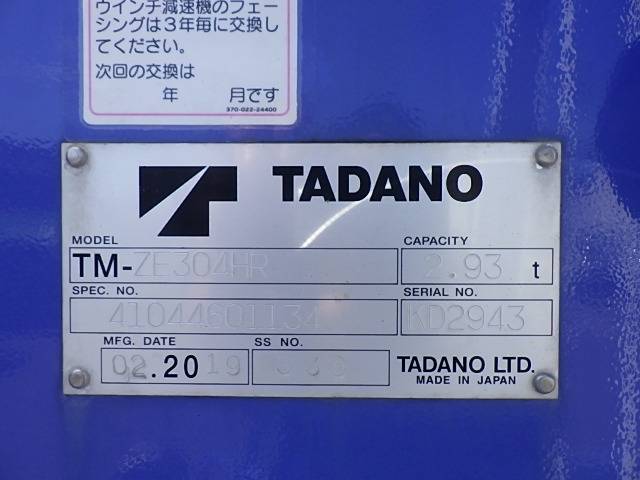 ウインチ減速機のフェー
シングは3年毎に交換し
てください。
次回の交換は
年 月です
370-022-24400
TADANO
MODEL
TM-ZE304HR
CAPACITY
2.93 t
SPEC. NO.
41044601134
SERIAL NO.
KD2943
MFG. DATE
02.2019
SS NO.
TADANO LTD.
MADE IN JAPAN